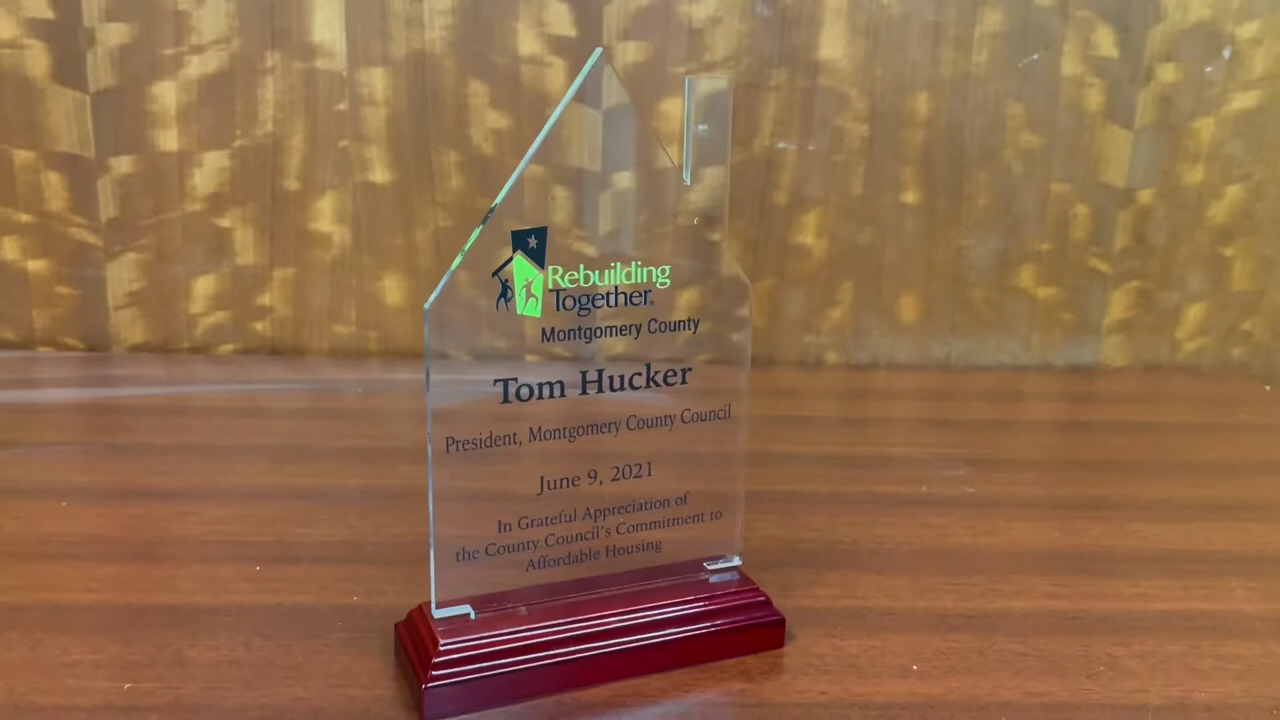 Rebuilding
Together®
Montgomery County
Tom Hucker
President, Montgomery County Council
June 9, 2021
In Grateful Appreciation of
the County Council's Commitment to
Affordable Housing